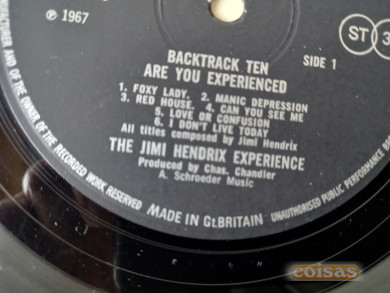 ℗ 1967
ST 3
BACKTRACK TEN
ARE YOU EXPERIENCED
SIDE 1
1. FOXY LADY. 2. MANIC DEPRESSION
3. RED HOUSE. 4. CAN YOU SEE ME
5. LOVE OR CONFUSION
6. I DON'T LIVE TODAY
All titles composed by Jimi Hendrix
THE JIMI HENDRIX EXPERIENCE
Produced by Chas. Chandler
A. Schroeder Music
AND OF THE OWNER OF THE RECORDED WORK RESERVED
MADE IN Gt.BRITAIN
UNAUTHORISED PUBLIC PERFORMANCE
coisas